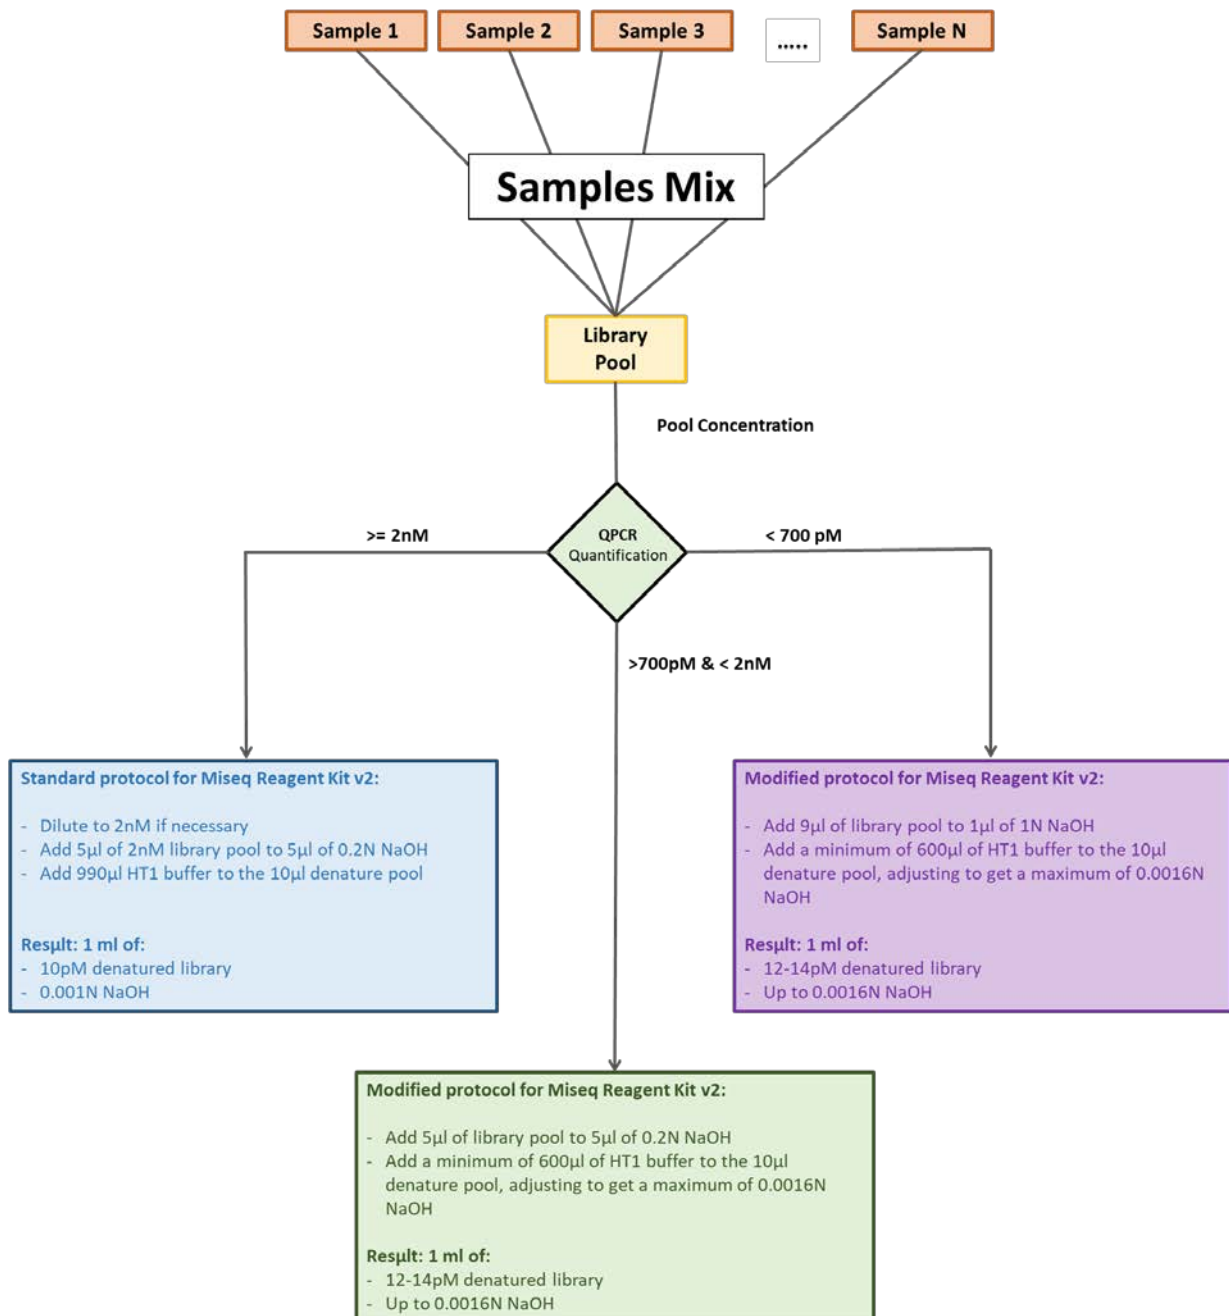 Sample 1
Sample 2
Sample 3
.....
Sample N
Samples Mix
Library
Pool
Pool Concentration
QPCR
Quantification
>= 2nM
< 700 pM
>700pM & < 2nM
Standard protocol for Miseq Reagent Kit v2:
- Dilute to 2nM if necessary
- Add 5µl of 2nM library pool to 5µl of 0.2N NaOH
- Add 990µl HT1 buffer to the 10µl denature pool
Resµlt: 1 ml of:
- 10pM denatured library
- 0.001N NaOH
Modified protocol for Miseq Reagent Kit v2:
- Add 9µl of library pool to 1µl of 1N NaOH
- Add a minimum of 600µl of HT1 buffer to the 10µl
denature pool, adjusting to get a maximum of 0.0016N
NaOH
Resµlt: 1 ml of:
- 12-14pM denatured library
- Up to 0.0016N NaOH
Modified protocol for Miseq Reagent Kit v2:
- Add 5µl of library pool to 5µl of 0.2N NaOH
- Add a minimum of 600µl of HT1 buffer to the 10µl
denature pool, adjusting to get a maximum of 0.0016N
NaOH
Resµlt: 1 ml of:
- 12-14pM denatured library
- Up to 0.0016N NaOH